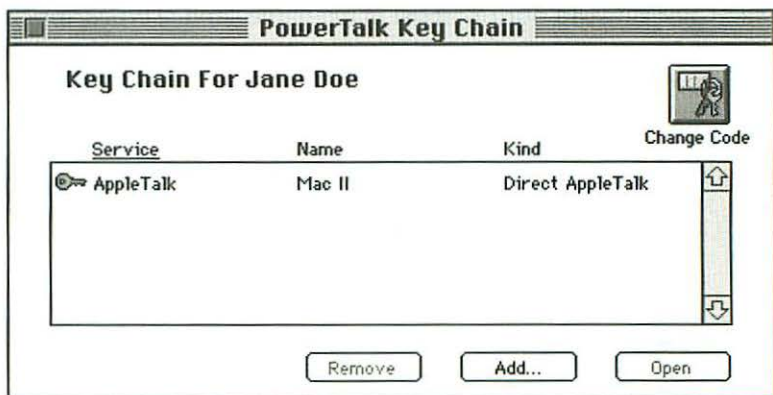 PowerTalk Key Chain
Key Chain For Jane Doe
Change Code
Service Name Kind
AppleTalk Mac II Direct AppleTalk
Remove Add... Open